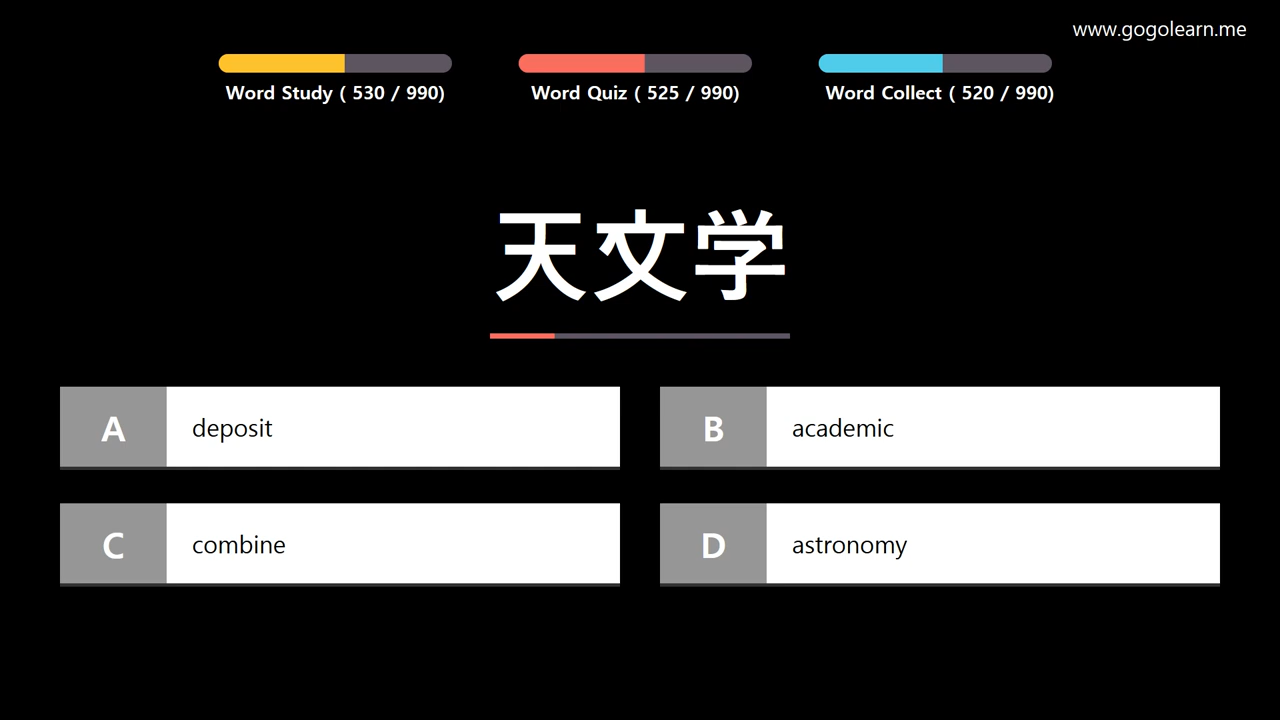 www.gogolearn.me
Word Study ( 530 / 990)
Word Quiz ( 525 / 990)
Word Collect ( 520 / 990)
天文学
A deposit
B academic
C combine
D astronomy